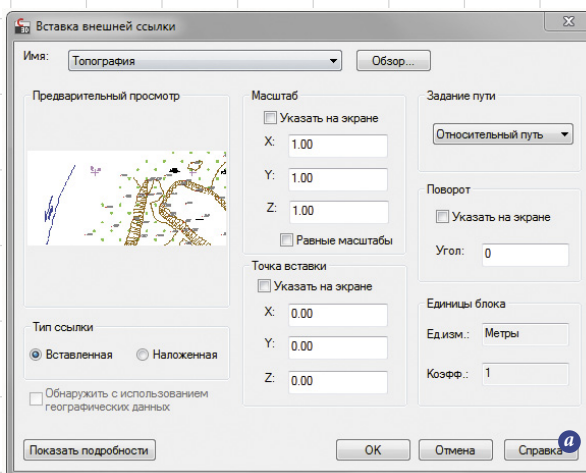 Вставка внешней ссылки
Имя: Топография Обзор...
Предварительный просмотр
Тип ссылки
Вставленная Наложенная
Обнаружить с использованием
географических данных
Масштаб
Указать на экране
X: 1.00
Y: 1.00
Z: 1.00
Равные масштабы
Точка вставки
Указать на экране
X: 0.00
Y: 0.00
Z: 0.00
Задание пути
Относительный путь
Поворот
Указать на экране
Угол: 0
Единицы блока
Ед.изм.: Метры
Коэфф.: 1
Показать подробности ОК Отмена Справка
а